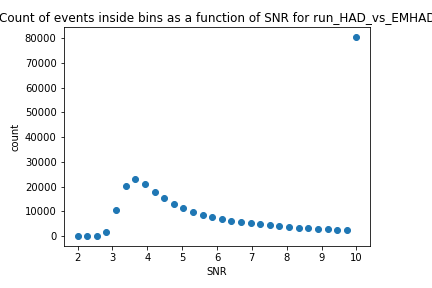 Count of events inside bins as a function of SNR for run_HAD_vs_EMHAD
80000
70000
60000
50000
40000
30000
20000
10000
0
count
2 3 4 5 6 7 8 9 10
SNR